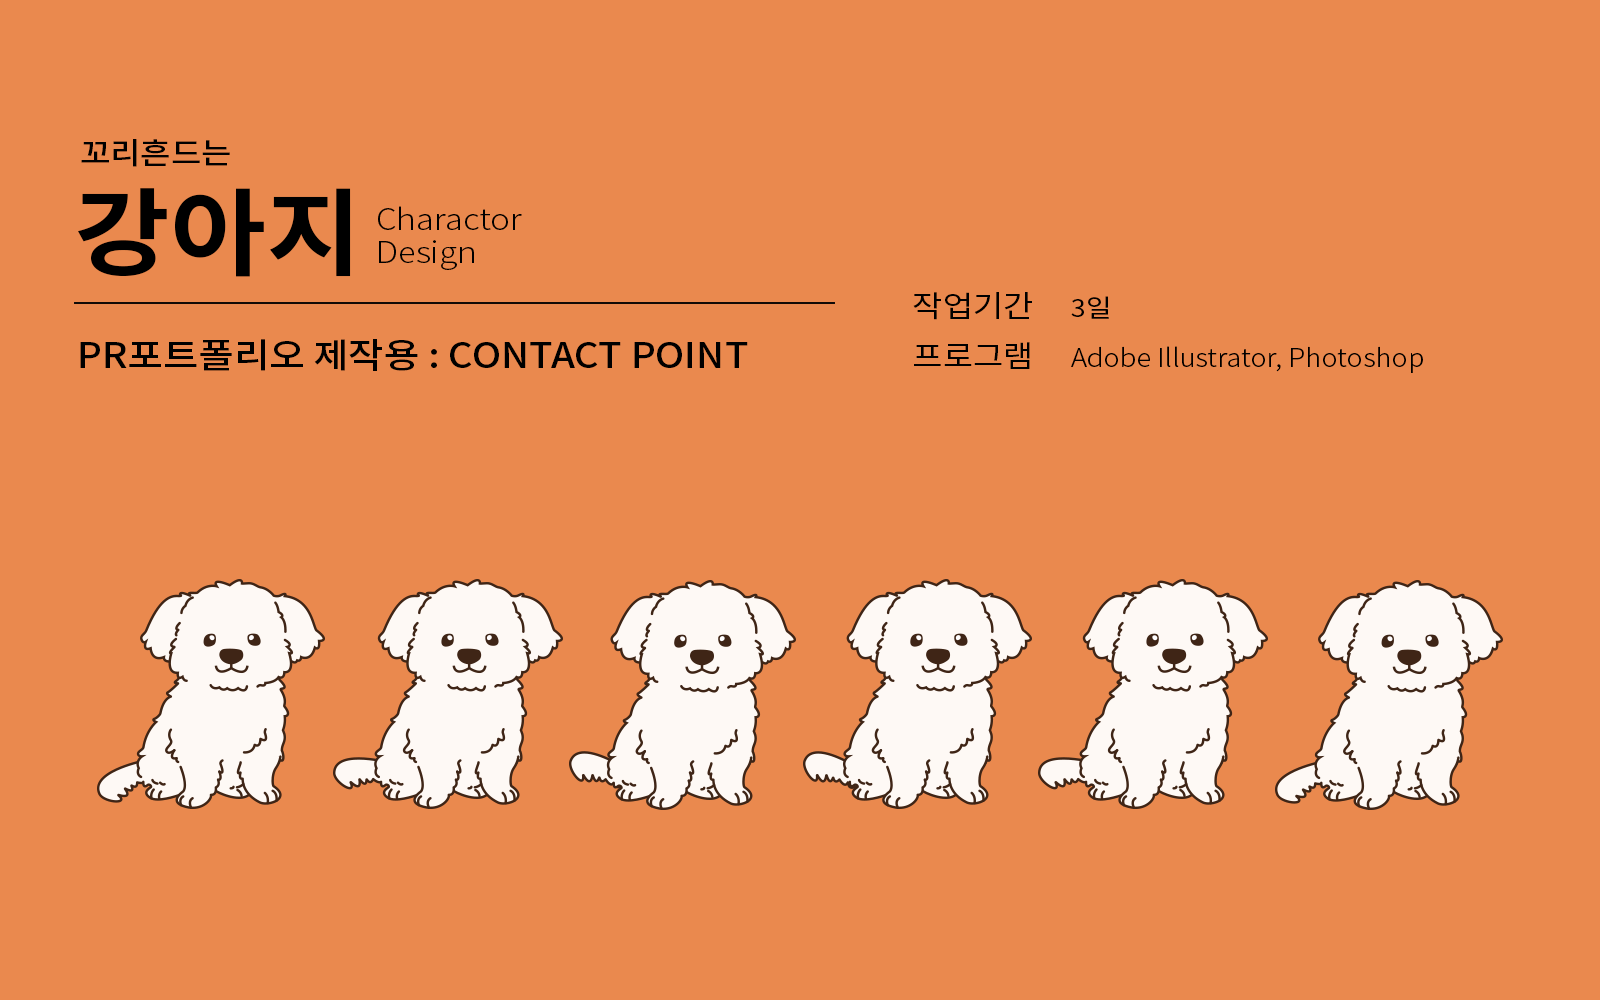 꼬리흔드는
강아지
Charactor
Design
PR포트폴리오 제작용 : CONTACT POINT
작업기간 3일
프로그램 Adobe Illustrator, Photoshop